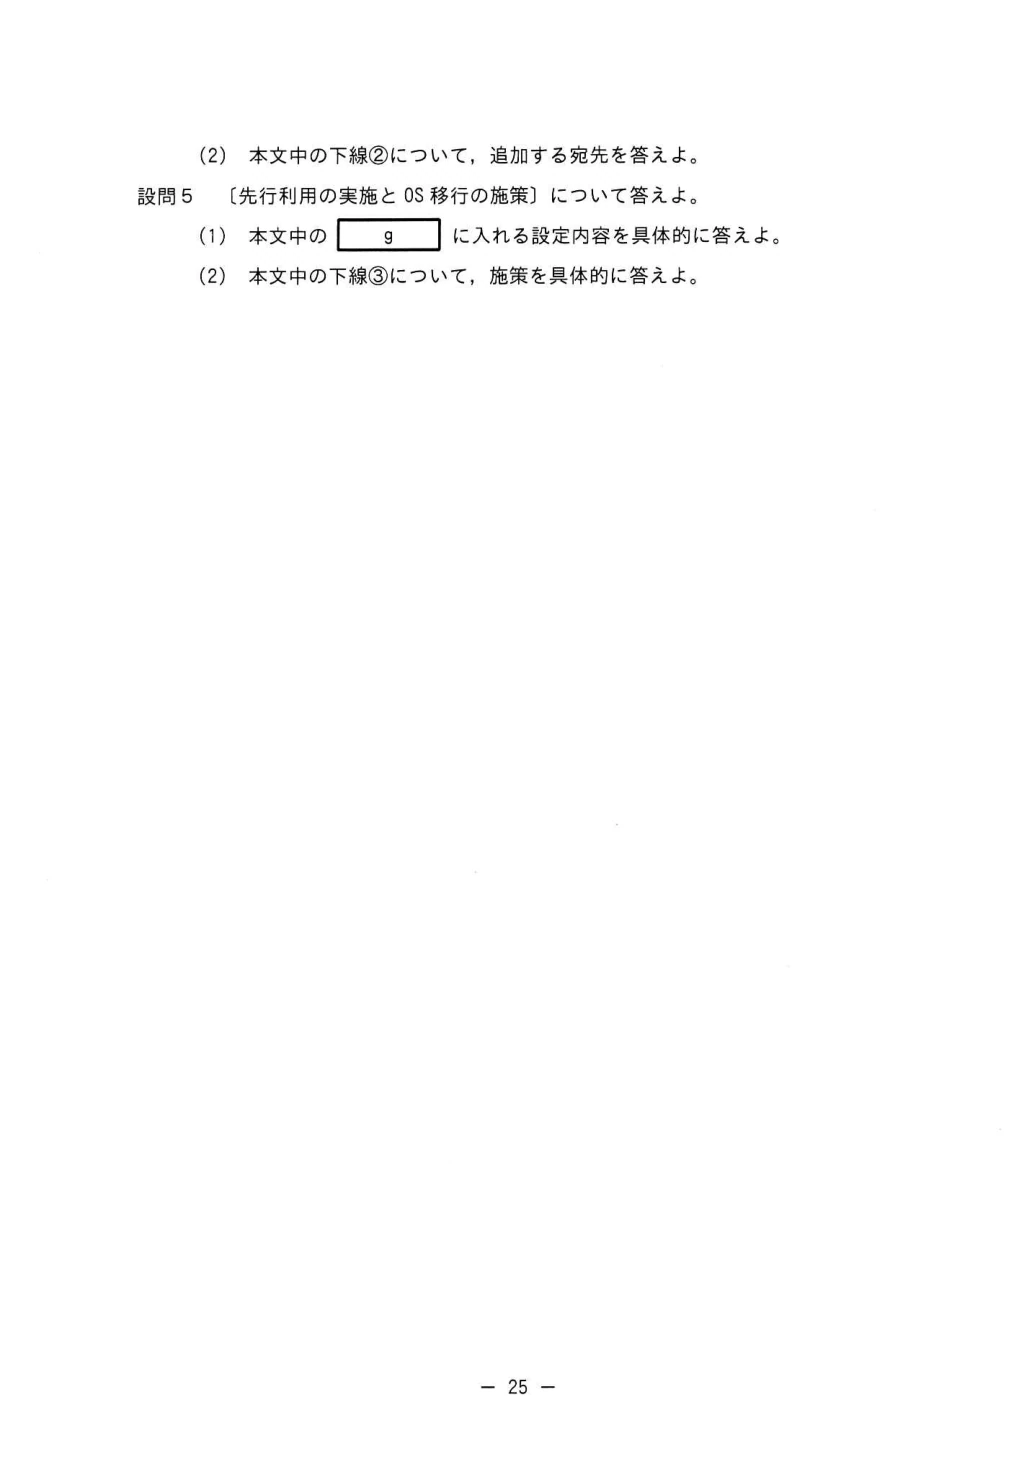 (2) 本文中の下線②について，追加する宛先を答えよ。
設問5 〔先行利用の実施と OS 移行の施策〕について答えよ。
(1) 本文中の g に入れる設定内容を具体的に答えよ。
(2) 本文中の下線③について，施策を具体的に答えよ。
－ 25 －